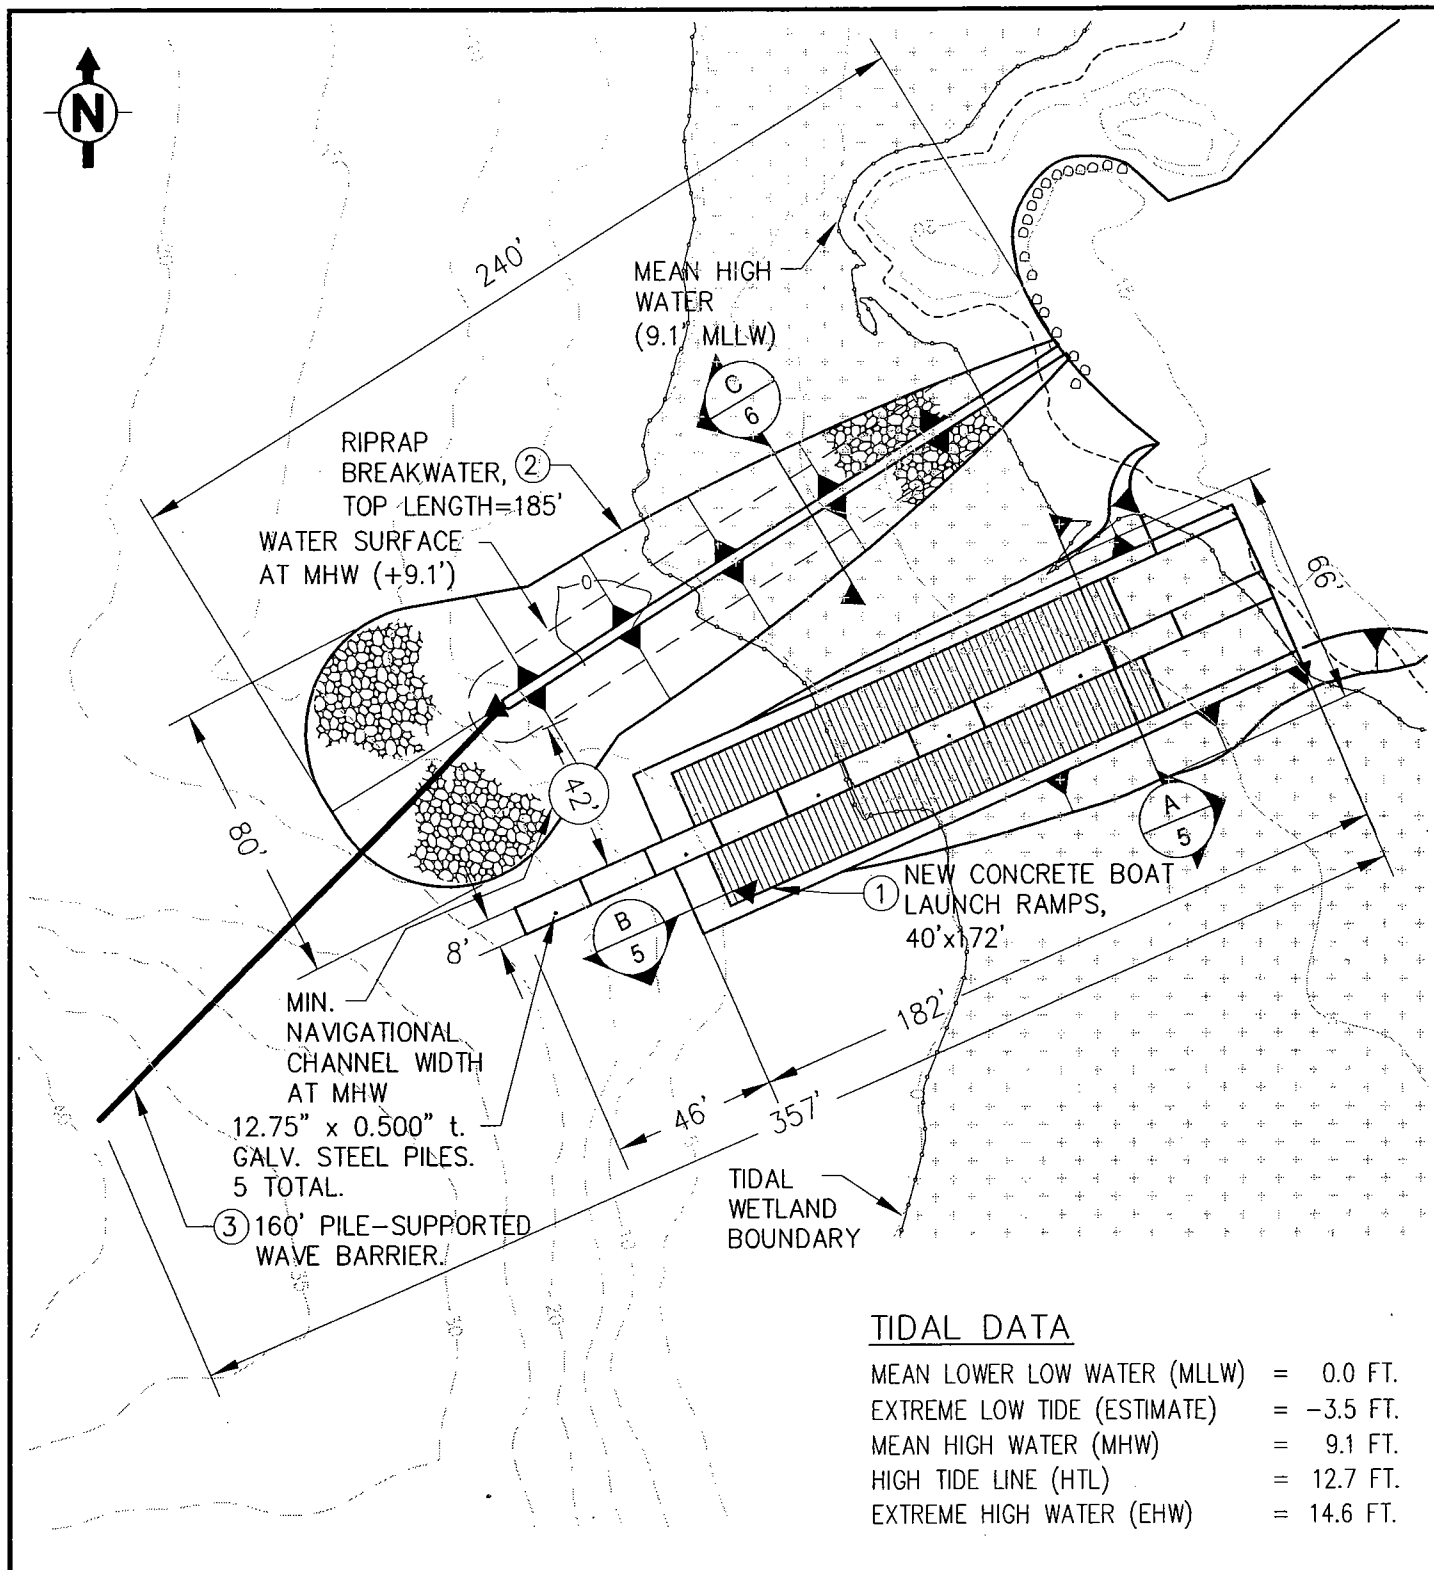 N
240'
MEAN HIGH
WATER
(9.1' MLLW)
C
6
RIPRAP
BREAKWATER, 2
TOP LENGTH=185'
WATER SURFACE
AT MHW (+9.1')
0
66'
42'
80'
8'
A
5
B
5
1 NEW CONCRETE BOAT
LAUNCH RAMPS,
40'x172'
MIN.
NAVIGATIONAL
CHANNEL WIDTH
AT MHW
182'
46'
357'
12.75" x 0.500" t.
GALV. STEEL PILES.
5 TOTAL.
3 160' PILE-SUPPORTED
WAVE BARRIER.
TIDAL
WETLAND
BOUNDARY
TIDAL DATA
MEAN LOWER LOW WATER (MLLW) = 0.0 FT.
EXTREME LOW TIDE (ESTIMATE) = -3.5 FT.
MEAN HIGH WATER (MHW) = 9.1 FT.
HIGH TIDE LINE (HTL) = 12.7 FT.
EXTREME HIGH WATER (EHW) = 14.6 FT.